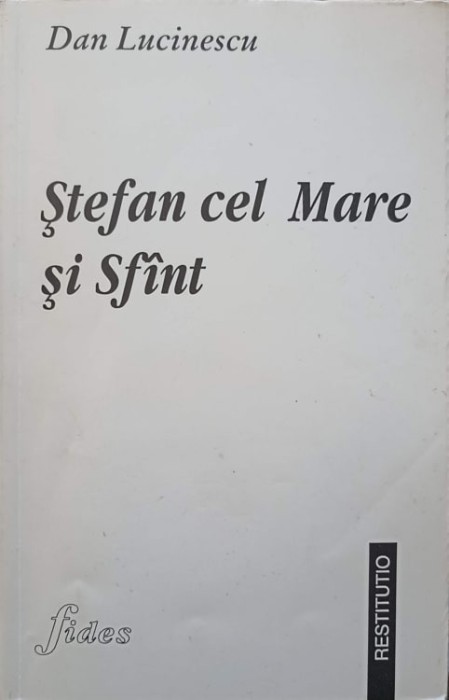 Dan Lucinescu
Ştefan cel Mare
şi Sfînt
fides
RESTITUTIO